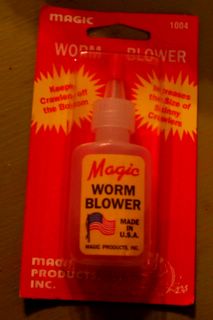 MAGIC
1004
WORM BLOWER
Keeps
Crawlers off
the Bottom
Increases
the Size of
Skinny
Crawlers
Magic
WORM
BLOWER
MADE IN
U.S.A.
MAGIC PRODUCTS, INC.
MAGIC
PRODUCTS
INC.